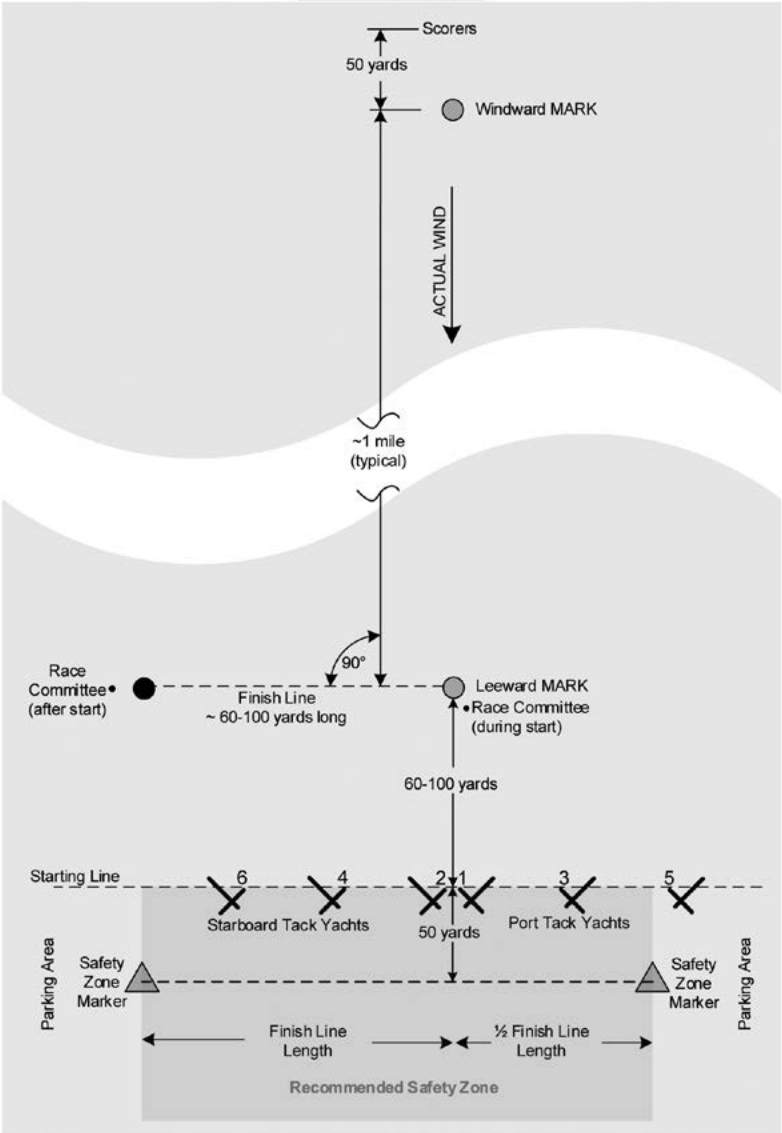 Scorers
50 yards
Windward MARK
ACTUAL WIND
~1 mile
(typical)
90°
Race
Committee
(after start)
Finish Line
~ 60-100 yards long
Leeward MARK
Race Committee
(during start)
60-100 yards
Starting Line
6 4 2 1 3 5
Starboard Tack Yachts
Port Tack Yachts
50 yards
Parking Area
Safety
Zone
Marker
Safety
Zone
Marker
Parking Area
Finish Line
Length
½ Finish Line
Length
Recommended Safety Zone